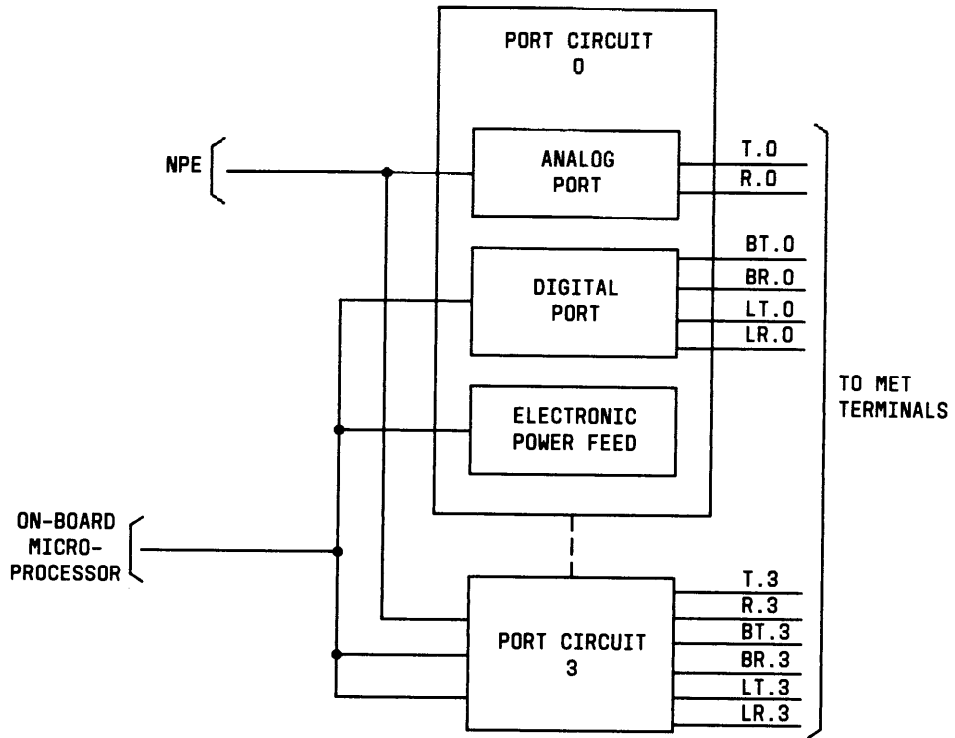 PORT CIRCUIT
0
NPE
ANALOG
PORT
T.0
R.0
DIGITAL
PORT
BT.0
BR.0
LT.0
LR.0
ELECTRONIC
POWER FEED
TO MET
TERMINALS
ON-BOARD
MICRO-
PROCESSOR
PORT CIRCUIT
3
T.3
R.3
BT.3
BR.3
LT.3
LR.3